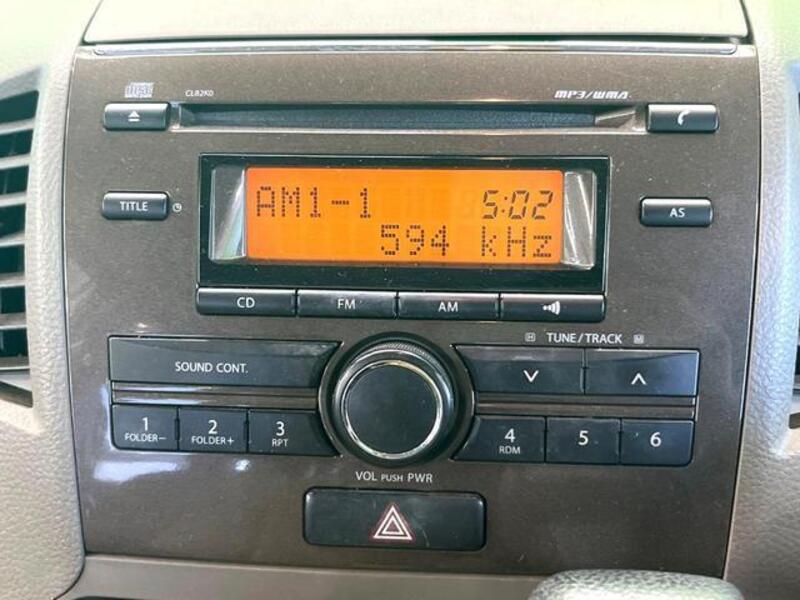 CLR2K0 MP3/WMA
TITLE AS
AM1-1 5:02
594 kHz
CD FM AM
TUNE/TRACK
SOUND CONT.
1 FOLDER− 2 FOLDER+ 3 RPT
4 RDM 5 6
VOL PUSH PWR